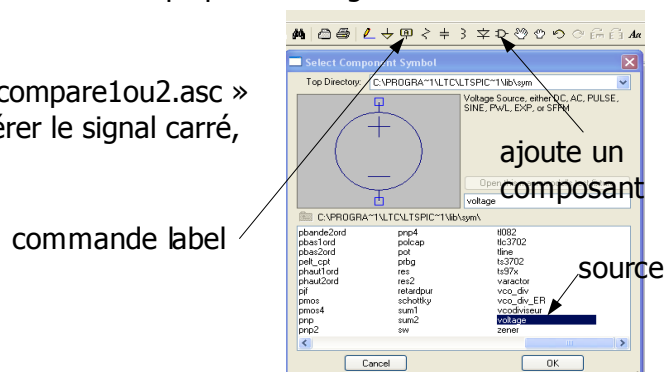 compare1ou2.asc »
érer le signal carré,
commande label
Aa
Select Component Symbol
Top Directory: C:\PROGRA~1\LTC\LTSPIC~1\lib\sym
Voltage Source, either DC, AC, PULSE,
SINE, PWL, EXP, or SFFM
ajoute un
composant
voltage
C:\PROGRA~1\LTC\LTSPIC~1\lib\sym\
pbande2ord pnp4 tl082
pbas1ord polcap tlc3702
pbas2ord pot tline
pelt_cpt prbg ts3702
phaut1ord res ts97x
phaut2ord res2 varactor
pjf retardpur vco_div
pmos schottky vco_div_ER
pmos4 sum1 vcodiviseur
pnp sum2 voltage
pnp2 sw zener
source
Cancel OK